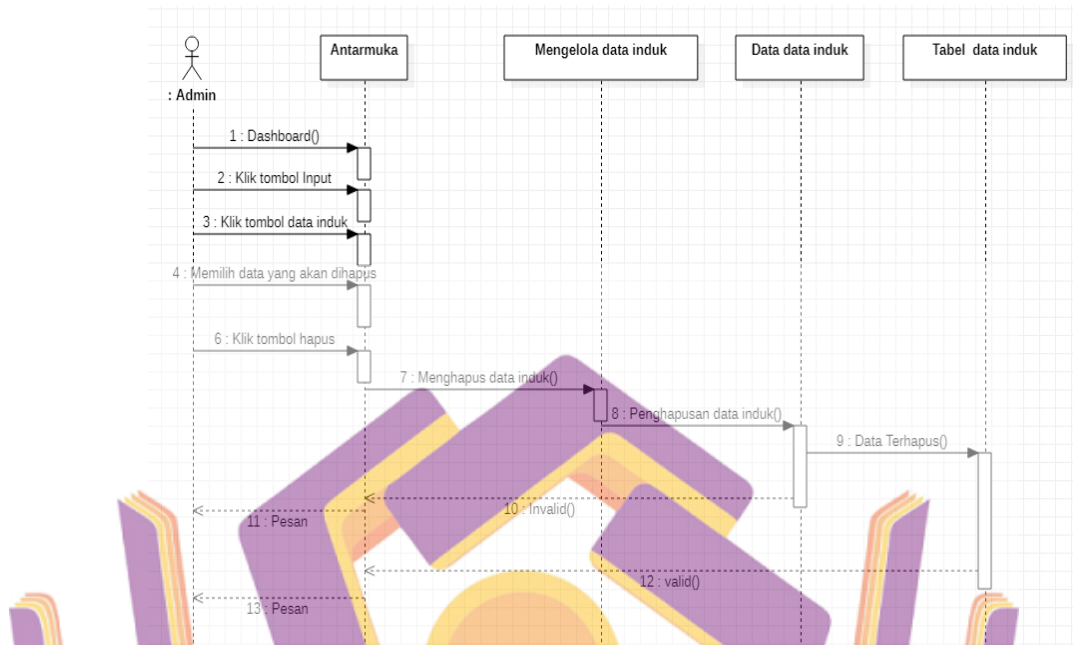 Antarmuka
Mengelola data induk
Data data induk
Tabel data induk
: Admin
1 : Dashboard()
2 : Klik tombol Input
3 : Klik tombol data induk
4 : Memilih data yang akan dihapus
6 : Klik tombol hapus
7 : Menghapus data induk()
8 : Penghapusan data induk()
9 : Data Terhapus()
10 : Invalid()
11 : Pesan
12 : valid()
13 : Pesan